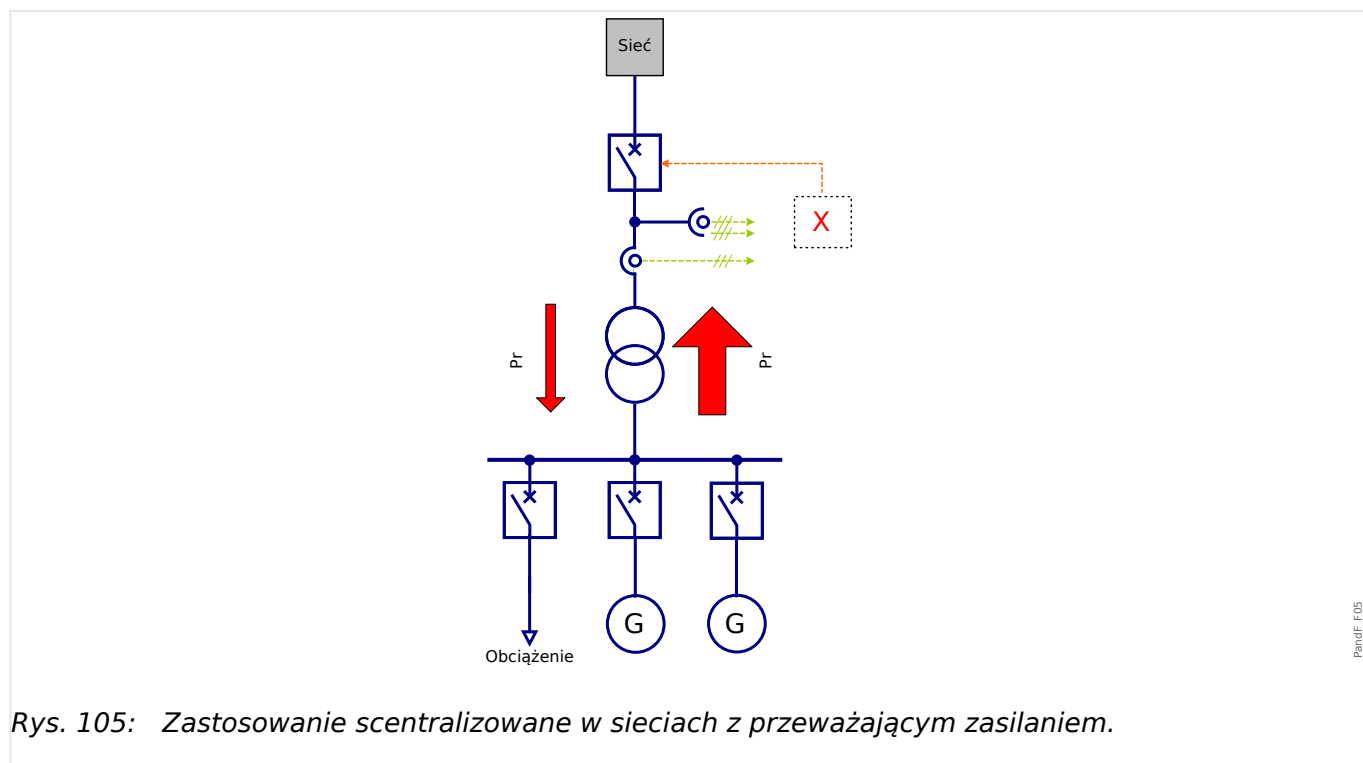 Sieć
X
Pr
Pr
G
G
Obciążenie
PandF_F05
Rys. 105: Zastosowanie scentralizowane w sieciach z przeważającym zasilaniem.